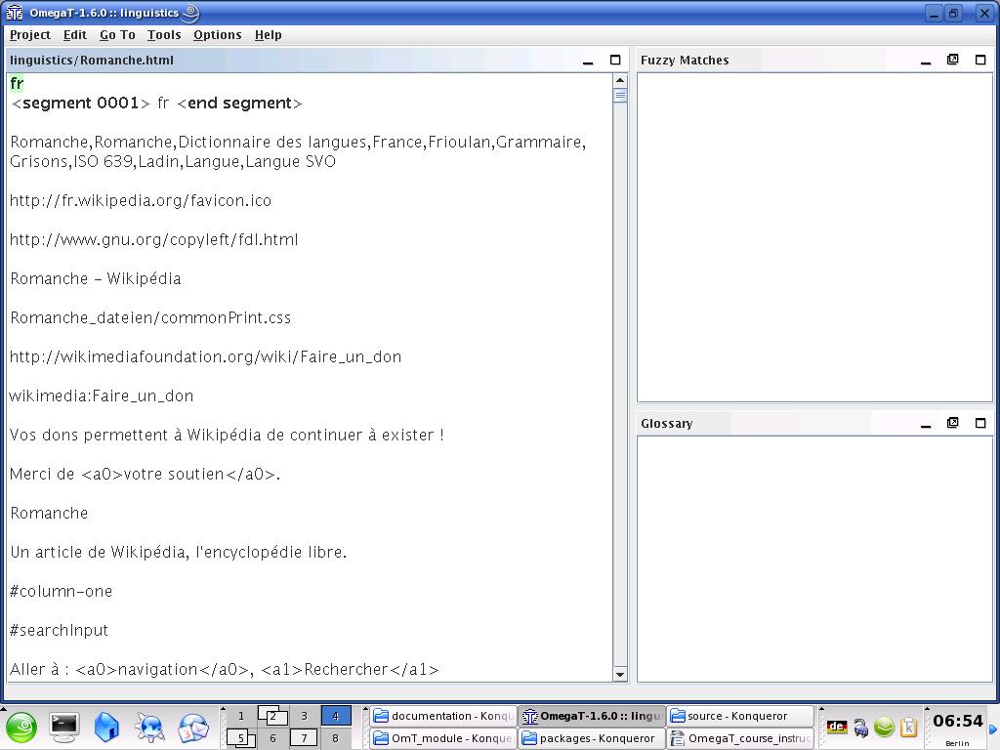 OmegaT-1.6.0 :: linguistics
Project Edit Go To Tools Options Help
linguistics/Romanche.html
fr
<segment 0001> fr <end segment>
Romanche,Romanche,Dictionnaire des langues,France,Frioulan,Grammaire,
Grisons,ISO 639,Ladin,Langue,Langue SVO
http://fr.wikipedia.org/favicon.ico
http://www.gnu.org/copyleft/fdl.html
Romanche - Wikipédia
Romanche_dateien/commonPrint.css
http://wikimediafoundation.org/wiki/Faire_un_don
wikimedia:Faire_un_don
Vos dons permettent à Wikipédia de continuer à exister !
Merci de <a0>votre soutien</a0>.
Romanche
Un article de Wikipédia, l'encyclopédie libre.
#column-one
#searchInput
Aller à : <a0>navigation</a0>, <a1>Rechercher</a1>
Fuzzy Matches
Glossary
1 2 3 4
5 6 7 8
documentation - Konqu
OmegaT-1.6.0 :: lingu
source - Konqueror
OmT_module - Konque
packages - Konqueror
OmegaT_course_instruc
de
06:54
Berlin